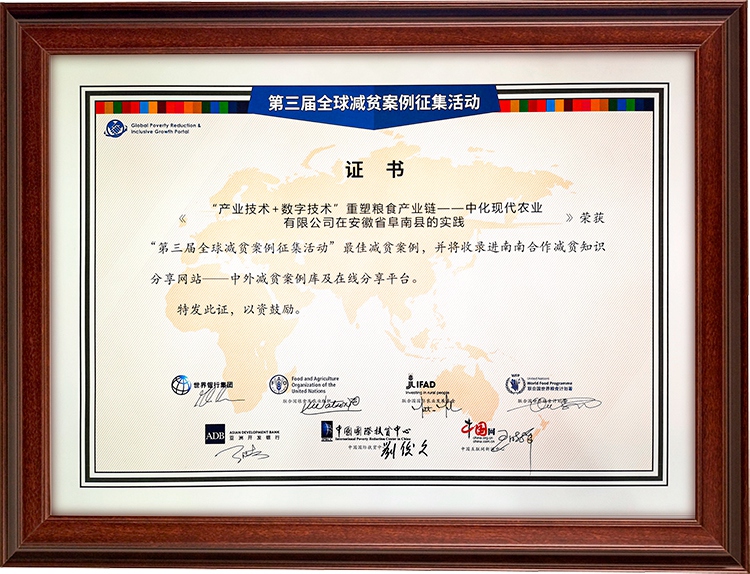 第三届全球减贫案例征集活动
Global Poverty Reduction &
Inclusive Growth Portal
证 书
《 “产业技术+数字技术”重塑粮食产业链——中化现代农业
有限公司在安徽省阜南县的实践 》荣获
“第三届全球减贫案例征集活动”最佳减贫案例，并将收录进南南合作减贫知识
分享网站——中外减贫案例库及在线分享平台。
特发此证，以资鼓励。
世界银行集团
Food and Agriculture
Organization of the
United Nations
IFAD
Investing in rural people
WFP
United Nations
World Food Programme
联合国世界粮食计划署
ADB
ASIAN DEVELOPMENT BANK
亚洲开发银行
中国国际扶贫中心
International Poverty Reduction Center in China
中国国际扶贫中
刘俊文
中国网
china.org.cn
china.com.cn
中国互联网新